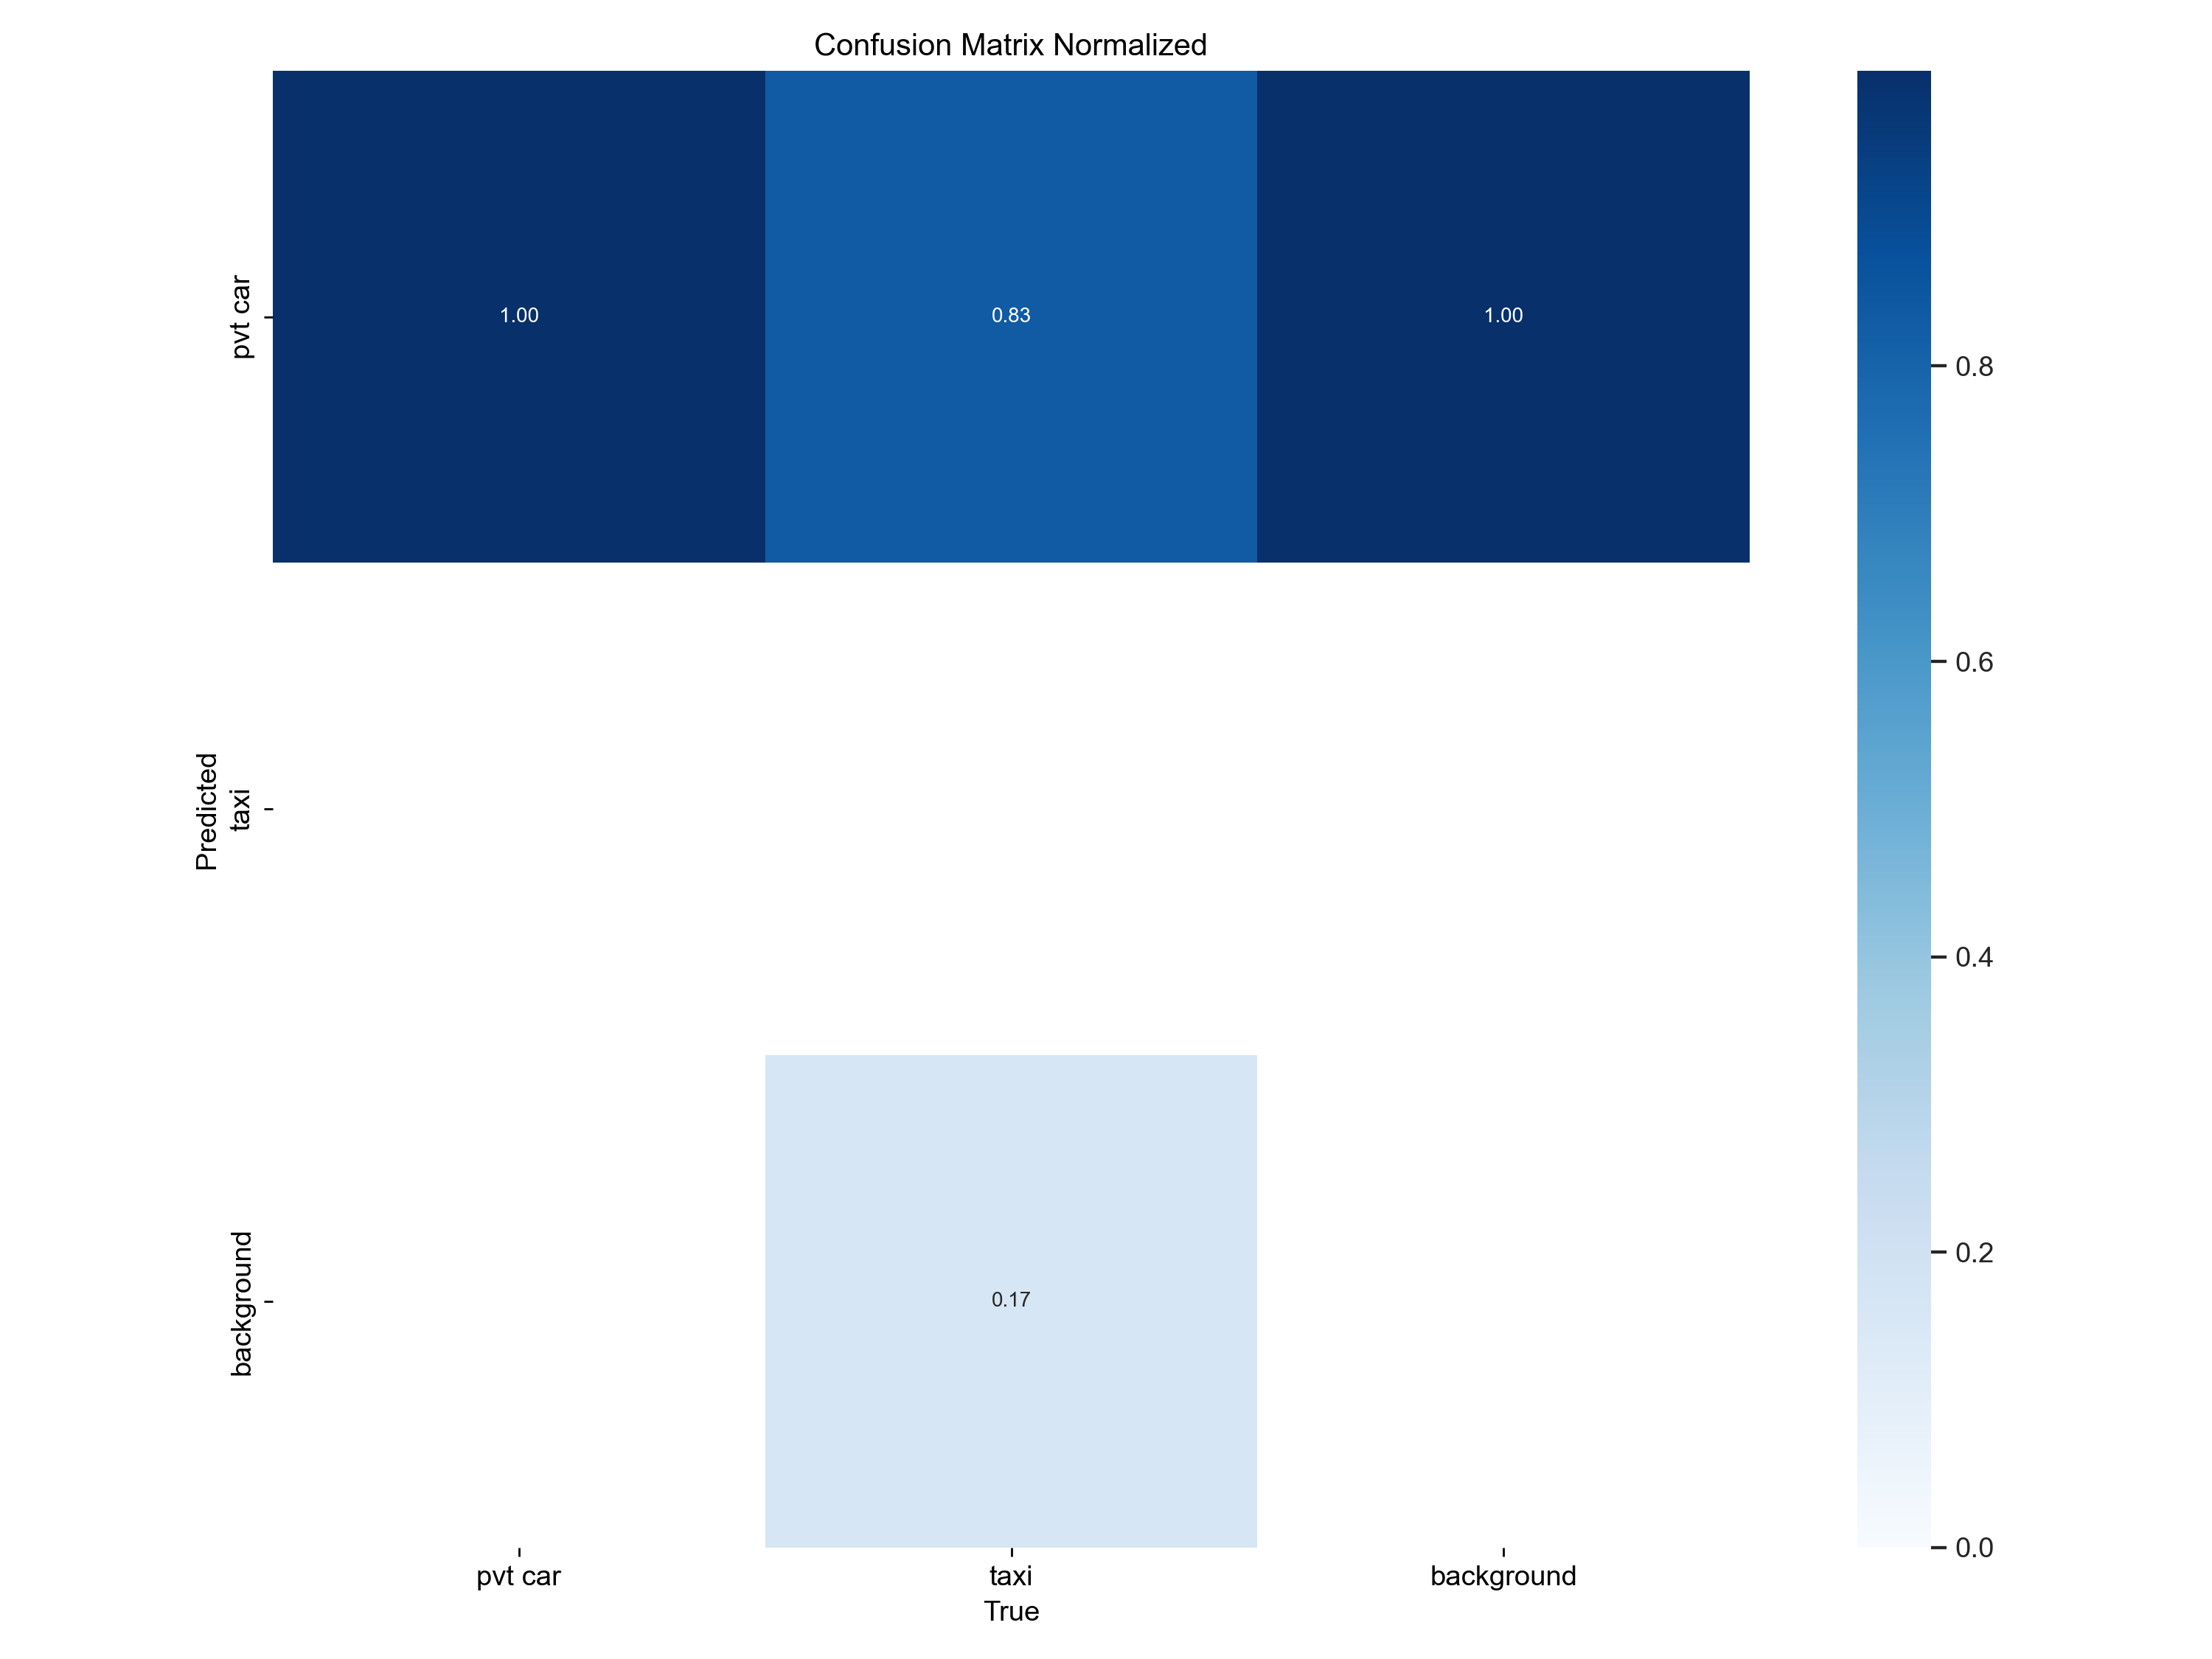 Confusion Matrix Normalized
pvt car
1.00
0.83
1.00
Predicted
taxi
background
0.17
pvt car
taxi
background
True
0.8
0.6
0.4
0.2
0.0